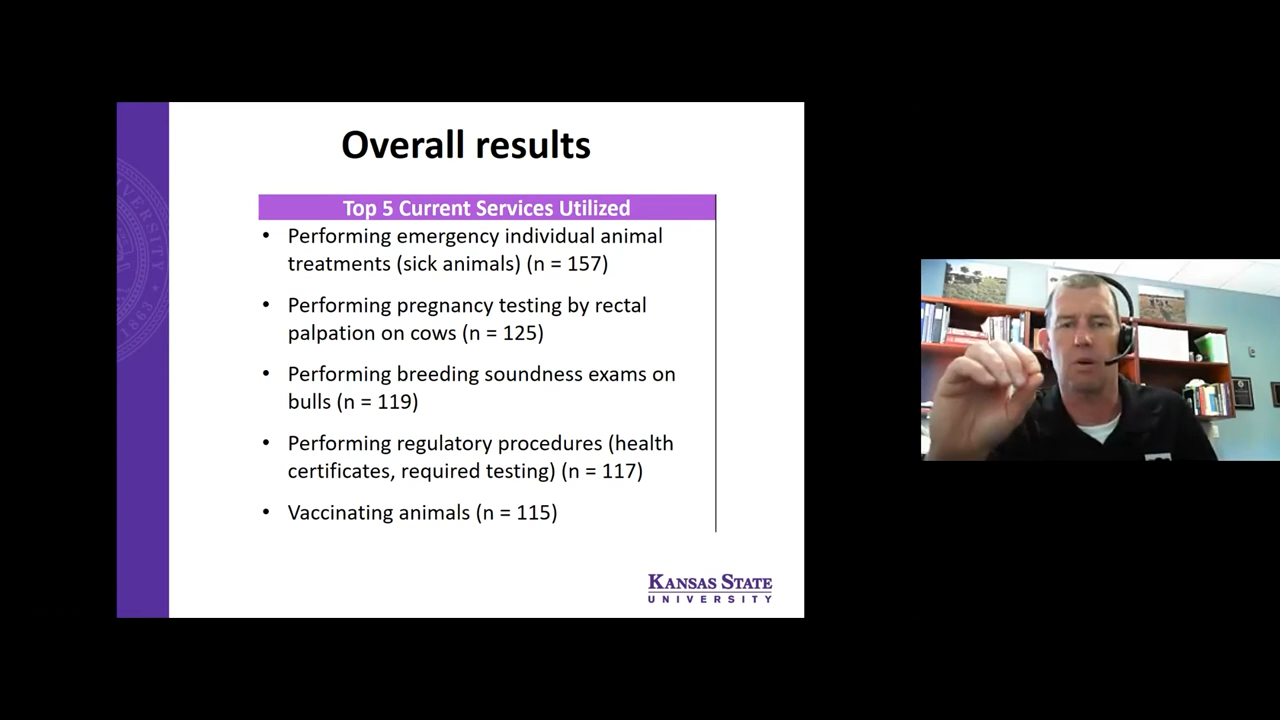 Overall results
Top 5 Current Services Utilized
• Performing emergency individual animal
treatments (sick animals) (n = 157)
• Performing pregnancy testing by rectal
palpation on cows (n = 125)
• Performing breeding soundness exams on
bulls (n = 119)
• Performing regulatory procedures (health
certificates, required testing) (n = 117)
• Vaccinating animals (n = 115)
KANSAS STATE
UNIVERSITY
UNIVERSITY
1863